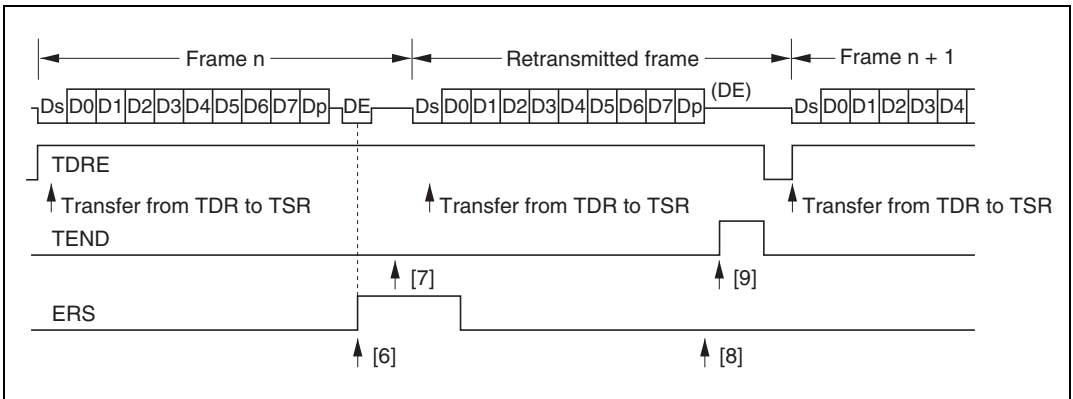 Frame n Retransmitted frame Frame n + 1
Ds D0 D1 D2 D3 D4 D5 D6 D7 Dp DE Ds D0 D1 D2 D3 D4 D5 D6 D7 Dp (DE) Ds D0 D1 D2 D3 D4
TDRE
Transfer from TDR to TSR Transfer from TDR to TSR Transfer from TDR to TSR
TEND
[7] [9]
ERS
[6] [8]